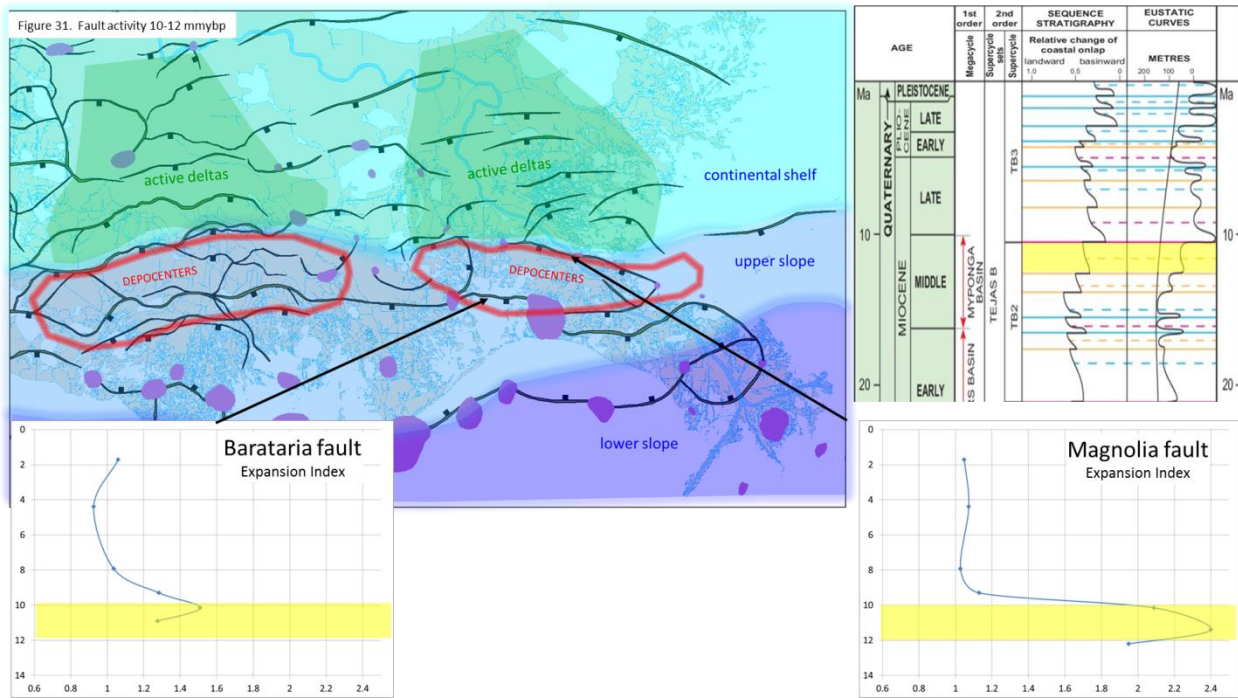 Figure 31. Fault activity 10-12 mmybp
active deltas
active deltas
continental shelf
DEPOCENTERS
DEPOCENTERS
upper slope
lower slope
AGE
1st order
Megacycle
2nd order
Supercycle sets
Supercycle
SEQUENCE STRATIGRAPHY
Relative change of coastal onlap
landward basinward
1.0 0.5 0
EUSTATIC CURVES
METRES
200 100 0
Ma
Ma
QUATERNARY
PLEISTOCENE
PLIO-CENE
LATE
EARLY
MIOCENE
LATE
MIDDLE
EARLY
10
20
10
20
MYPONGA BASIN
RS BASIN
TEJAS B
TB3
TB2
Barataria fault
Expansion Index
0
2
4
6
8
10
12
14
0.6 0.8 1 1.2 1.4 1.6 1.8 2 2.2 2.4
Magnolia fault
Expansion Index
0
2
4
6
8
10
12
14
0.6 0.8 1 1.2 1.4 1.6 1.8 2 2.2 2.4